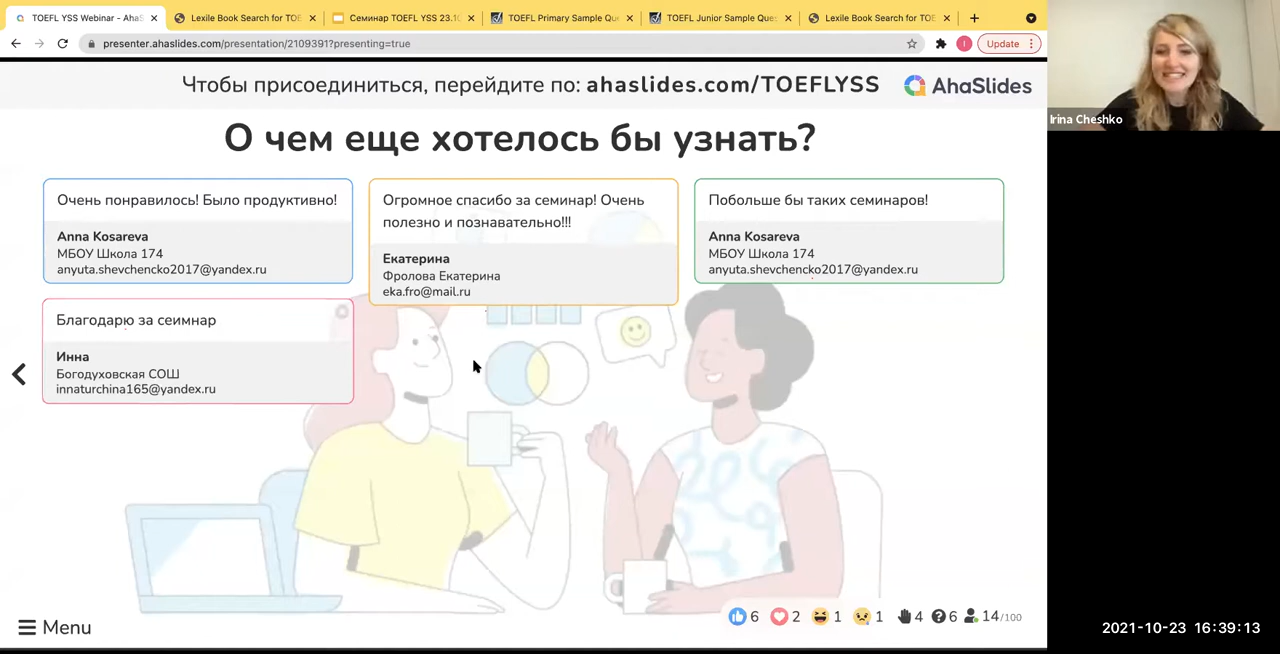 TOEFL YSS Webinar - AhaS
Lexile Book Search for TOE
Семинар TOEFL YSS 23.10
TOEFL Primary Sample Qu
TOEFL Junior Sample Ques
Lexile Book Search for TOE
presenter.ahaslides.com/presentation/2109391?presenting=true
I
Update
Чтобы присоединиться, перейдите по: ahaslides.com/TOEFLYSS
AhaSlides
Irina Cheshko
О чем еще хотелось бы узнать?
Очень понравилось! Было продуктивно!
Anna Kosareva
МБОУ Школа 174
anyuta.shevchencko2017@yandex.ru
Огромное спасибо за семинар! Очень
полезно и познавательно!!!
Екатерина
Фролова Екатерина
eka.fro@mail.ru
Побольше бы таких семинаров!
Anna Kosareva
МБОУ Школа 174
anyuta.shevchencko2017@yandex.ru
Благодарю за сеимнар
Инна
Богодуховская СОШ
innaturchina165@yandex.ru
Menu
6 2 1 1 4 6 14/100
2021-10-23 16:39:13